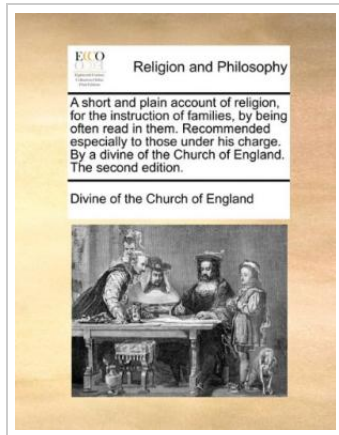 ECCO
Religion and Philosophy
A short and plain account of religion,
for the instruction of families, by being
often read in them. Recommended
especially to those under his charge.
By a divine of the Church of England.
The second edition.
Divine of the Church of England